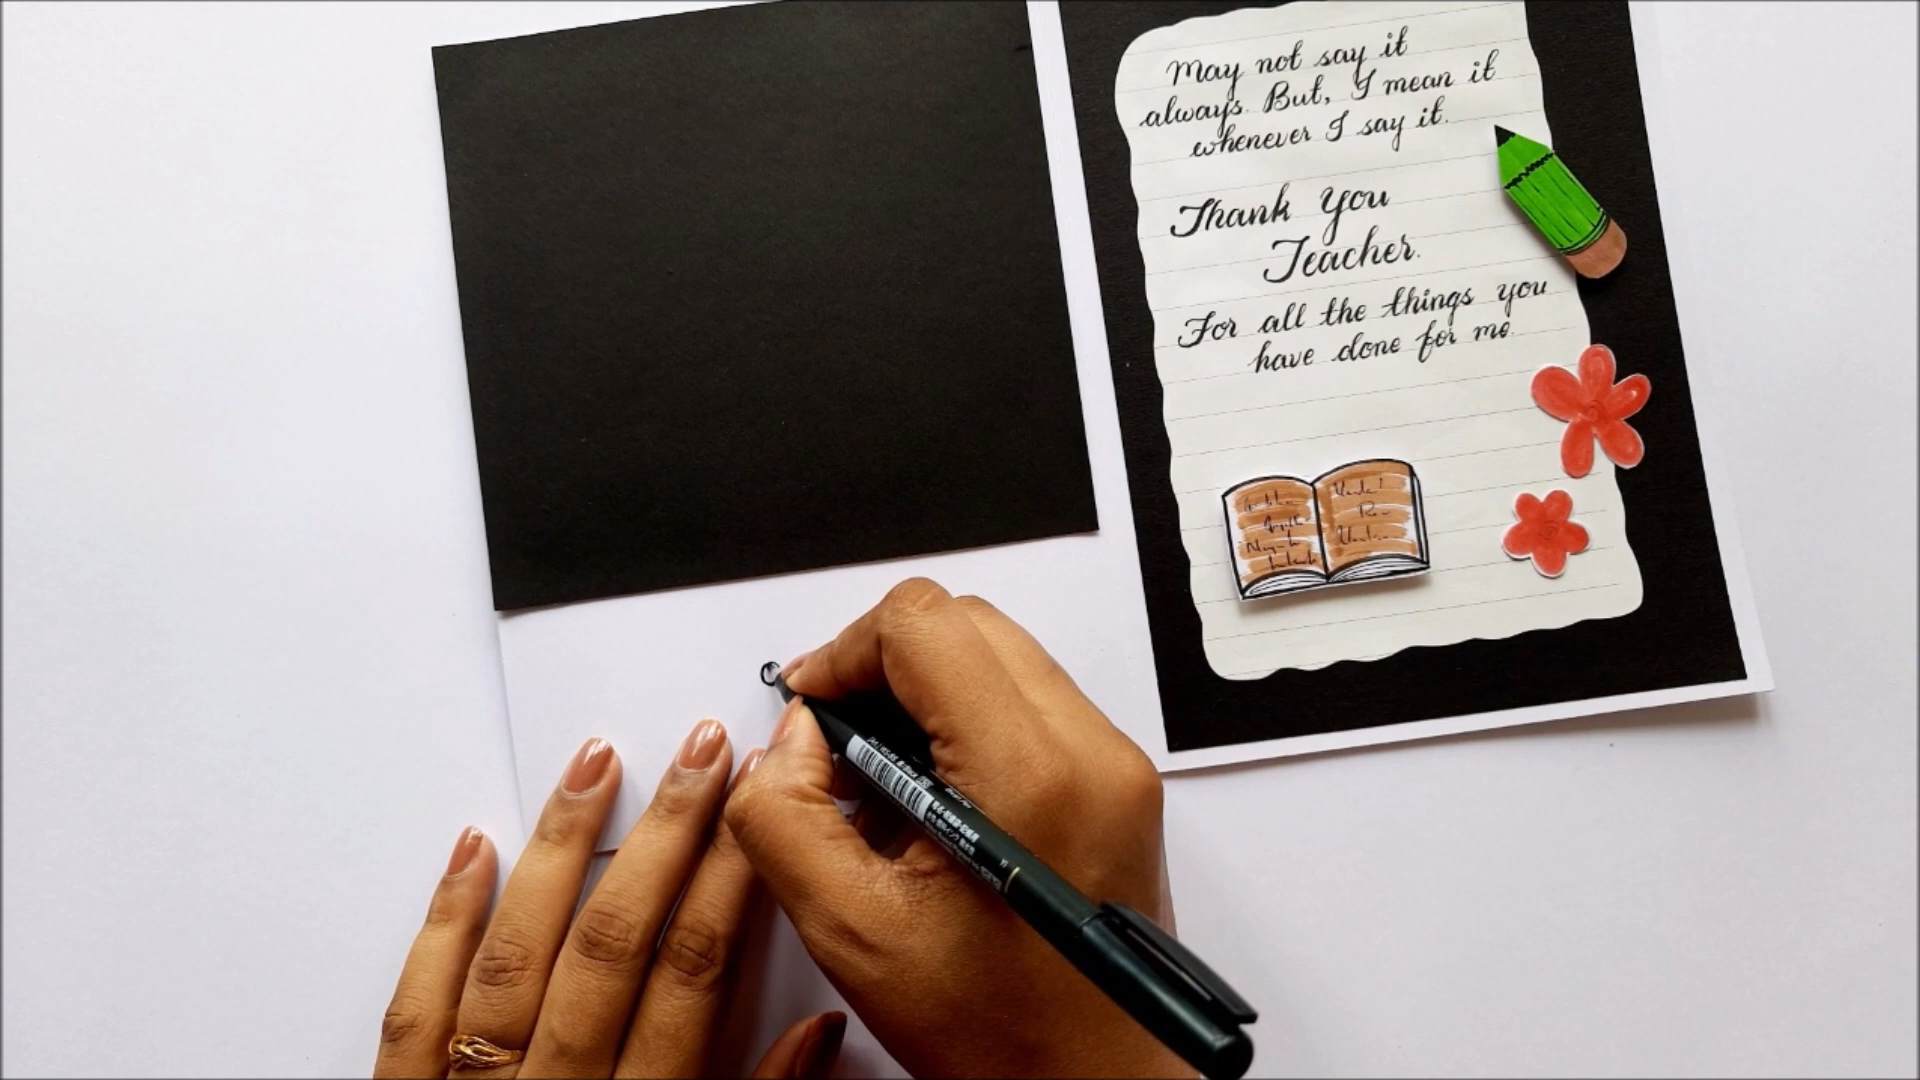 May not say it
always. But, I mean it
whenever I say it.
Thank You
Teacher.
For all the things you
have done for me.